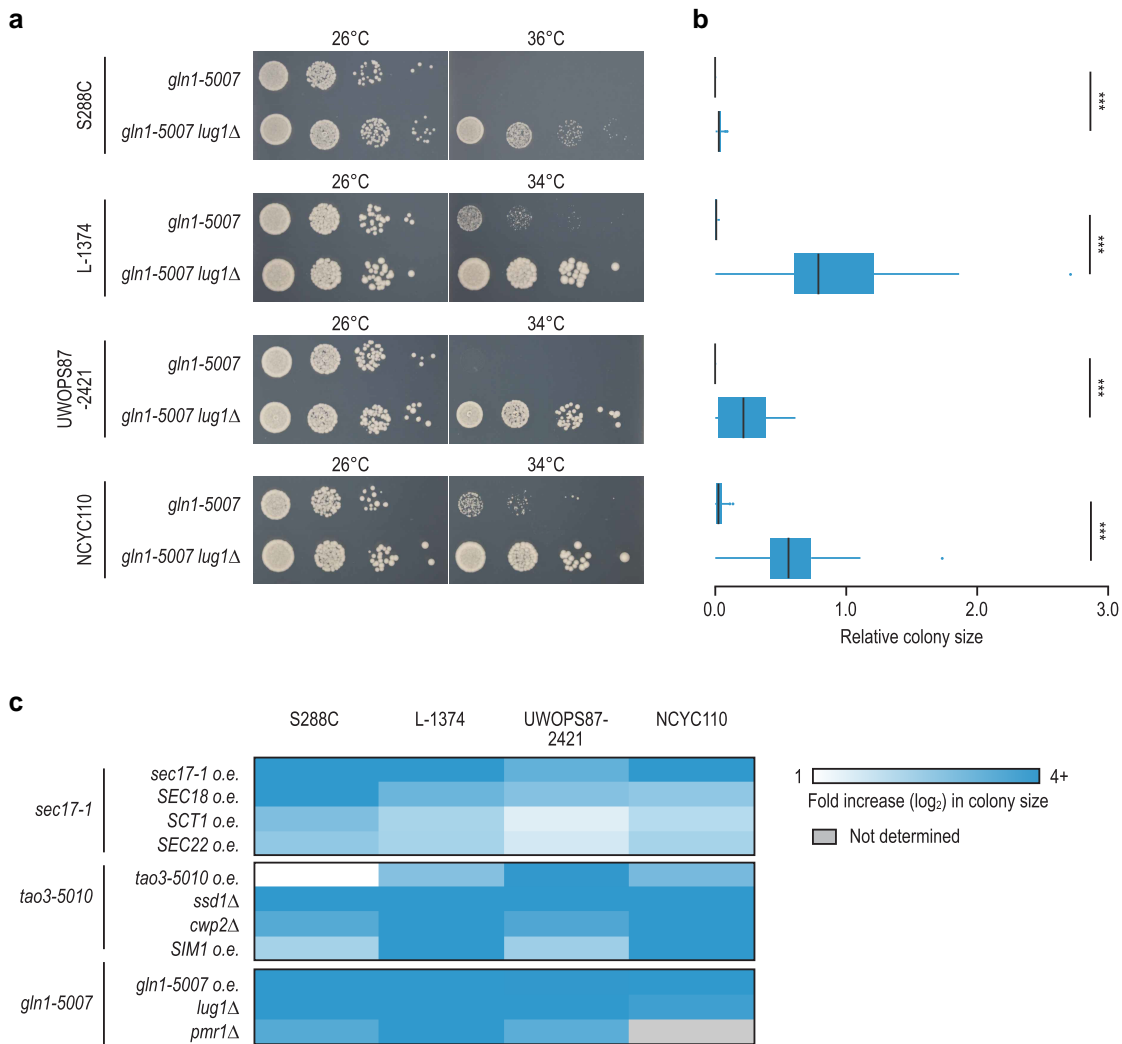 a
b
26°C
36°C
S288C
gln1-5007
gln1-5007 lug1Δ
***
26°C
34°C
L-1374
gln1-5007
gln1-5007 lug1Δ
***
26°C
34°C
UWOPS87
-2421
gln1-5007
gln1-5007 lug1Δ
***
26°C
34°C
NCYC110
gln1-5007
gln1-5007 lug1Δ
***
0.0
1.0
2.0
3.0
Relative colony size
c
S288C
L-1374
UWOPS87-
2421
NCYC110
sec17-1
sec17-1 o.e.
SEC18 o.e.
SCT1 o.e.
SEC22 o.e.
tao3-5010
tao3-5010 o.e.
ssd1Δ
cwp2Δ
SIM1 o.e.
gln1-5007
gln1-5007 o.e.
lug1Δ
pmr1Δ
1
4+
Fold increase (log₂) in colony size
Not determined